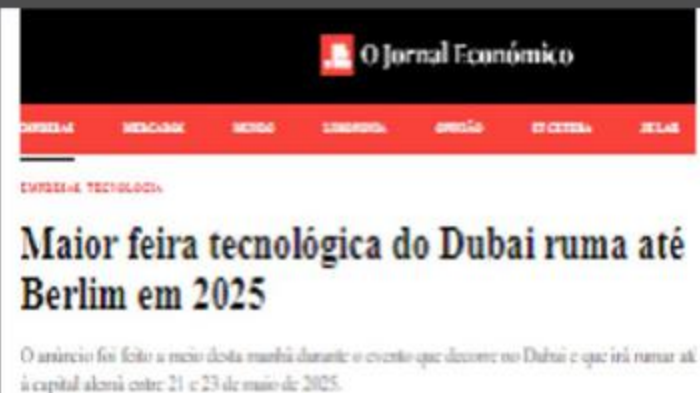 O Jornal Económico
EMPRESAS MERCADOS MUNDO OPINIÃO ET CETERA
EMPRESAS TECNOLOGIA
Maior feira tecnológica do Dubai ruma até
Berlim em 2025
O anúncio foi feito a meio desta manhã durante o evento que decorre no Dubai e que irá rumar até
à capital alemã entre 21 e 23 de maio de 2025.